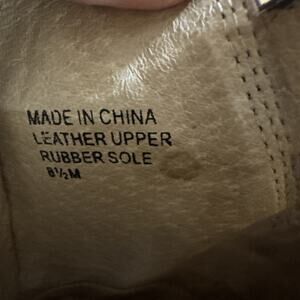 MADE IN CHINA
LEATHER UPPER
RUBBER SOLE
8½M